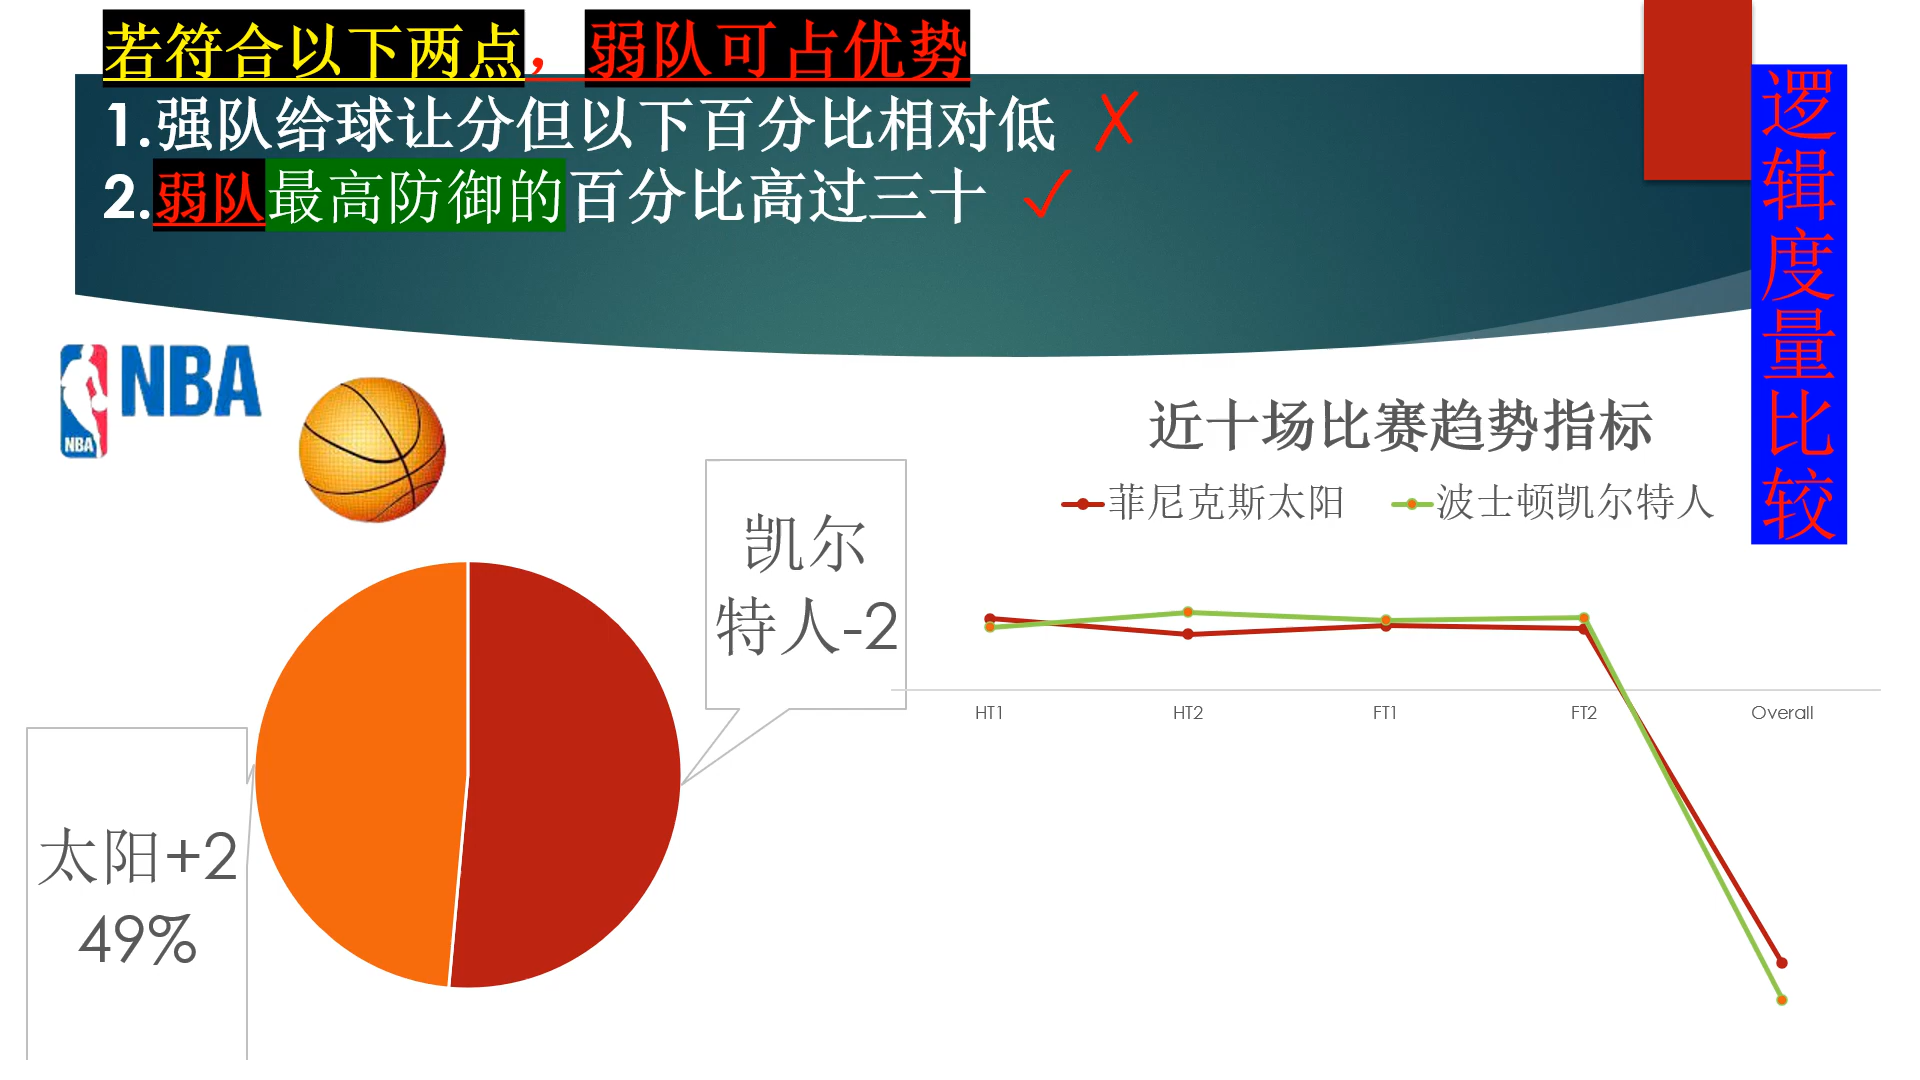 若符合以下两点，弱队可占优势
1.强队给球让分但以下百分比相对低 ✗
2.弱队最高防御的百分比高过三十 ✓
逻辑度量比较
NBA
NBA
近十场比赛趋势指标
菲尼克斯太阳 波士顿凯尔特人
凯尔
特人-2
太阳+2
49%
HT1 HT2 FT1 FT2 Overall